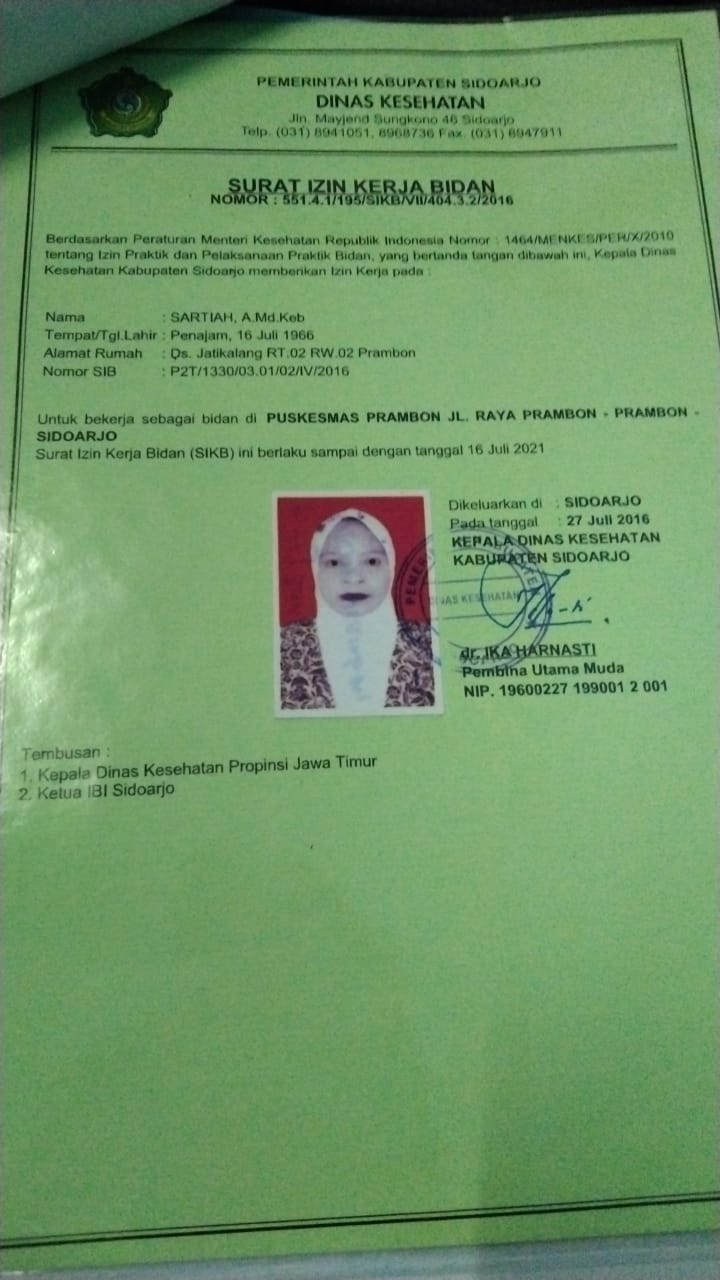 PEMERINTAH KABUPATEN SIDOARJO
DINAS KESEHATAN
Jln. Mayjend Sungkono 46 Sidoarjo
Telp. (031) 8941051, 8968736 Fax. (031) 8947911
SURAT IZIN KERJA BIDAN
NOMOR : 551.4.1/195/SIKB/VII/404.3.2/2016
Berdasarkan Peraturan Menteri Kesehatan Republik Indonesia Nomor : 1464/MENKES/PER/X/2010
tentang Izin Praktik dan Pelaksanaan Praktik Bidan, yang bertanda tangan dibawah ini, Kepala Dinas
Kesehatan Kabupaten Sidoarjo memberikan Izin Kerja pada :
Nama : SARTIAH, A.Md.Keb
Tempat/Tgl.Lahir : Penajam, 16 Juli 1966
Alamat Rumah : Ds. Jatikalang RT.02 RW.02 Prambon
Nomor SIB : P2T/1330/03.01/02/IV/2016
Untuk bekerja sebagai bidan di PUSKESMAS PRAMBON JL. RAYA PRAMBON - PRAMBON -
SIDOARJO
Surat Izin Kerja Bidan (SIKB) ini berlaku sampai dengan tanggal 16 Juli 2021
Dikeluarkan di : SIDOARJO
Pada tanggal : 27 Juli 2016
KEPALA DINAS KESEHATAN
KABUPATEN SIDOARJO
DINAS KESEHATAN
dr. IKA HARNASTI
Pembina Utama Muda
NIP. 19600227 199001 2 001
Tembusan :
1. Kepala Dinas Kesehatan Propinsi Jawa Timur
2. Ketua IBI Sidoarjo